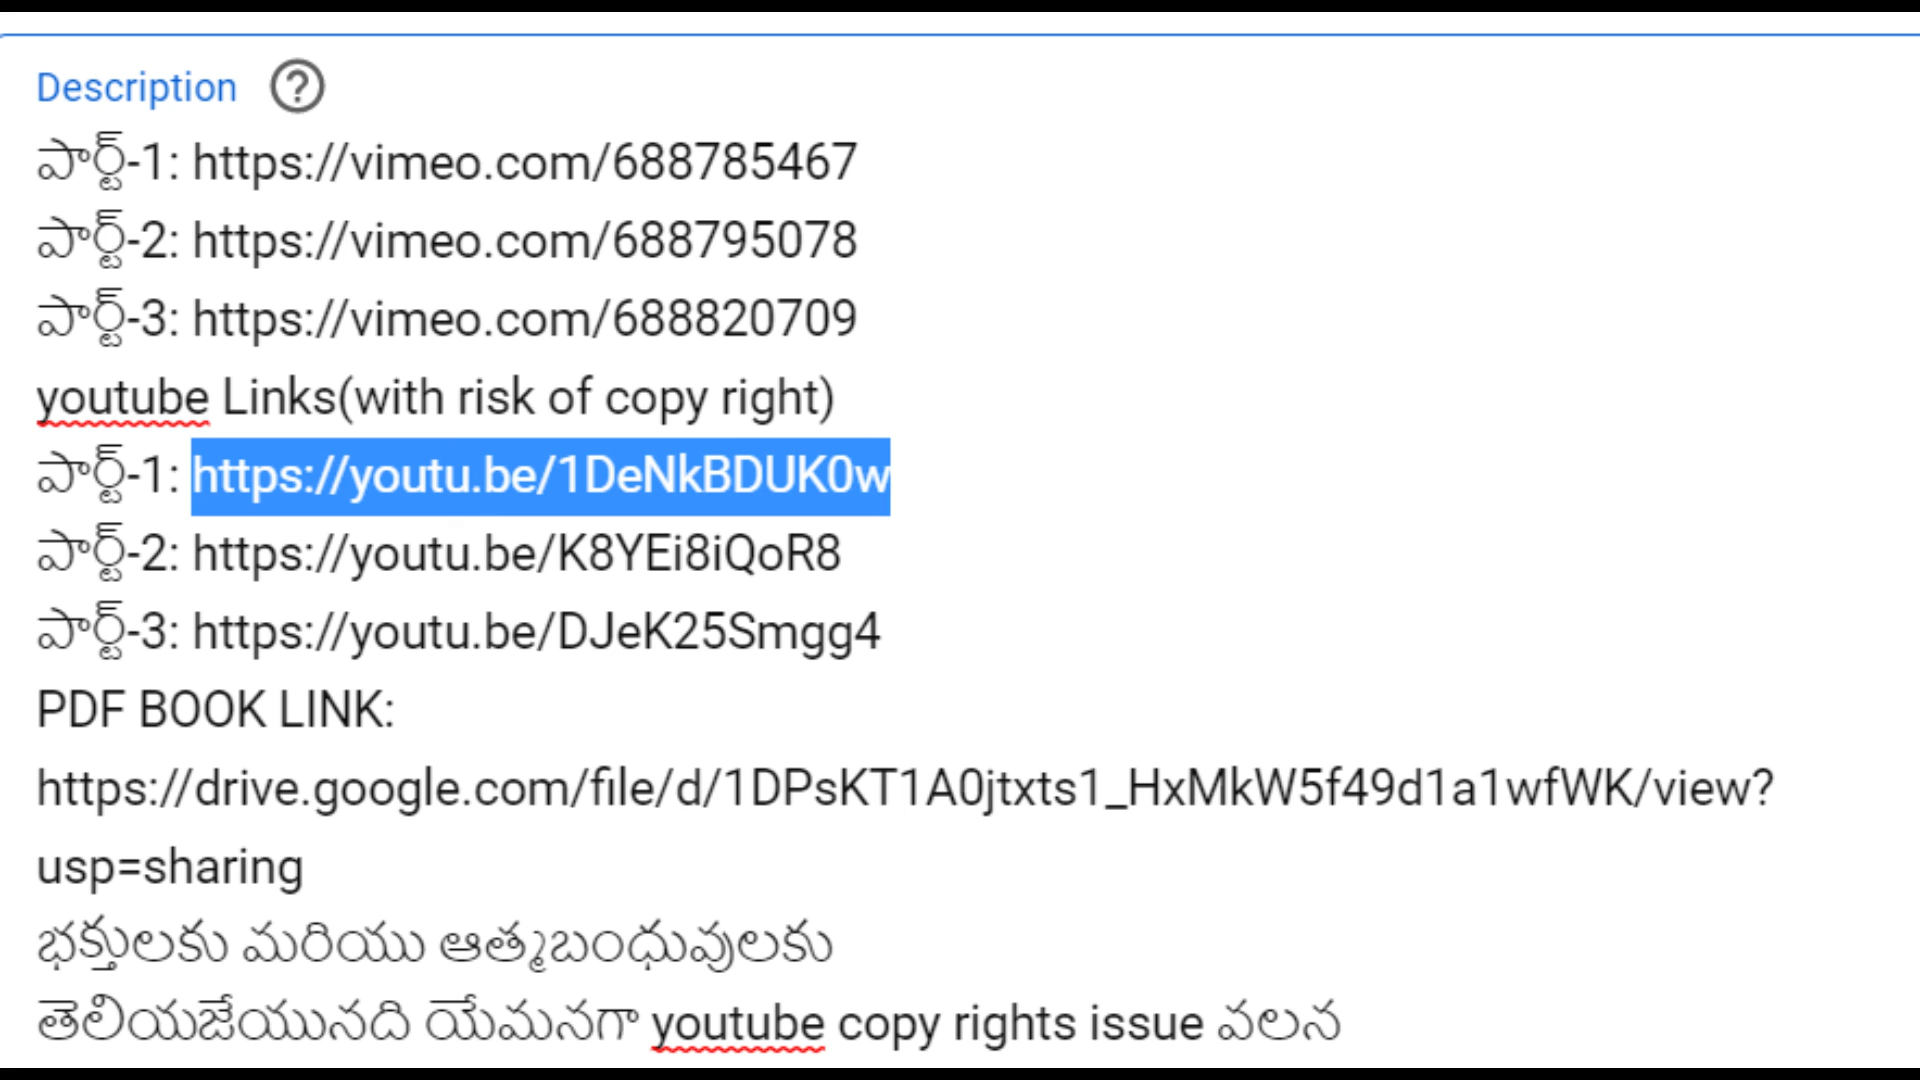 Description
పార్ట్-1: https://vimeo.com/688785467
పార్ట్-2: https://vimeo.com/688795078
పార్ట్-3: https://vimeo.com/688820709
youtube Links(with risk of copy right)
పార్ట్-1: https://youtu.be/1DeNkBDUK0w
పార్ట్-2: https://youtu.be/K8YEi8iQoR8
పార్ట్-3: https://youtu.be/DJeK25Smgg4
PDF BOOK LINK:
https://drive.google.com/file/d/1DPsKT1A0jtxts1_HxMkW5f49d1a1wfWK/view?
usp=sharing
భక్తులకు మరియు ఆత్మబంధువులకు
తెలియజేయునది యేమనగా youtube copy rights issue వలన